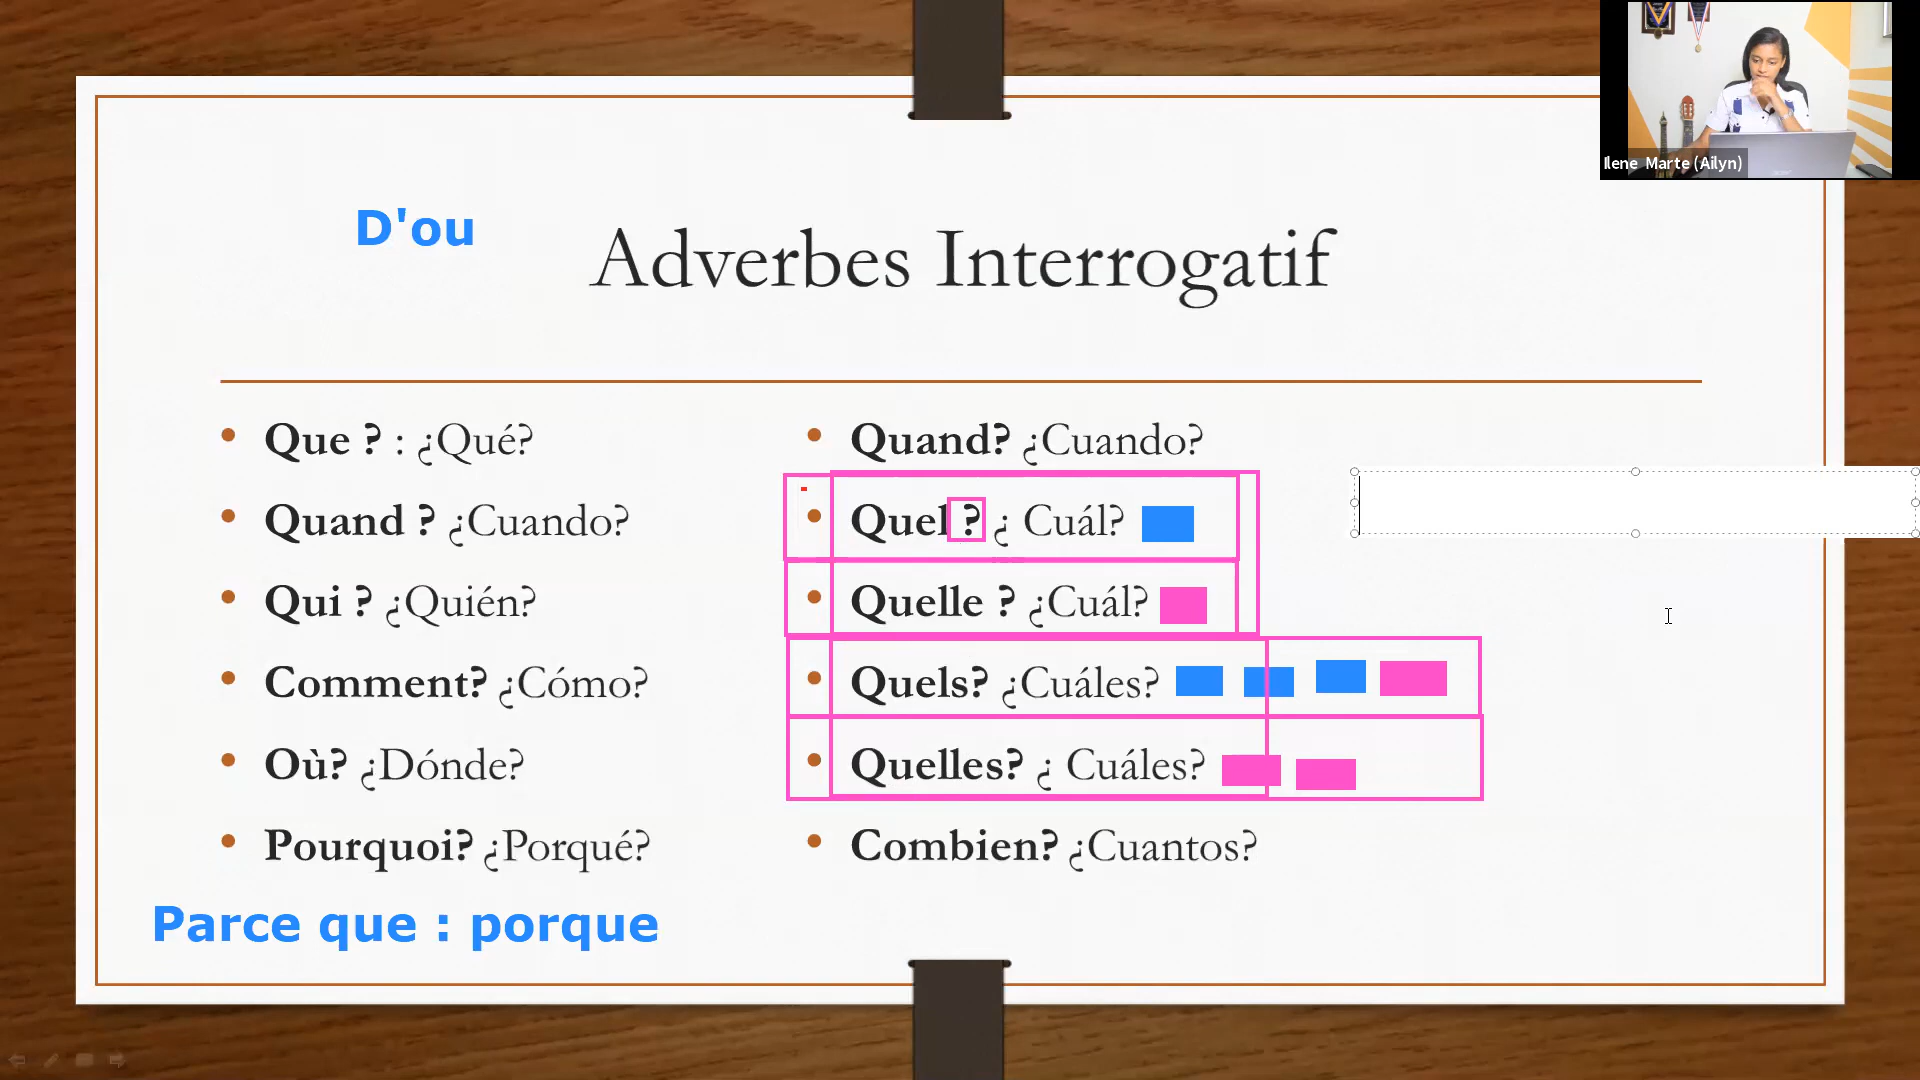 Ilene Marte (Ailyn)
D'ou
Adverbes Interrogatif
• Que ? : ¿Qué?
• Quand ? ¿Cuando?
• Qui ? ¿Quién?
• Comment? ¿Cómo?
• Où? ¿Dónde?
• Pourquoi? ¿Porqué?
Parce que : porque
• Quand? ¿Cuando?
• Quel ? ¿ Cuál?
• Quelle ? ¿Cuál?
• Quels? ¿Cuáles?
• Quelles? ¿ Cuáles?
• Combien? ¿Cuantos?